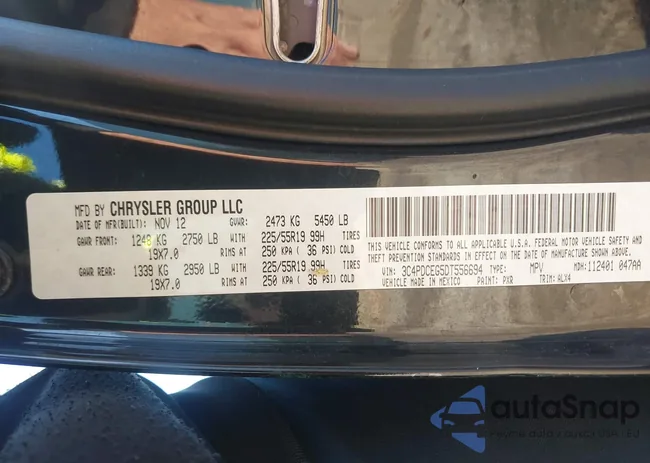 MFD BY CHRYSLER GROUP LLC
DATE OF MFR(BUILT): NOV 12 GVWR: 2473 KG 5450 LB
GAWR FRONT: 1248 KG 2750 LB WITH 225/55R19 99H TIRES
19X7.0 RIMS AT 250 KPA ( 36 PSI) COLD
GAWR REAR: 1339 KG 2950 LB WITH 225/55R19 99H TIRES
19X7.0 RIMS AT 250 KPA ( 36 PSI) COLD
THIS VEHICLE CONFORMS TO ALL APPLICABLE U.S.A. FEDERAL MOTOR VEHICLE SAFETY AND
THEFT PREVENTION STANDARDS IN EFFECT ON THE DATE OF MANUFACTURE SHOWN ABOVE.
VIN: 3C4PDCEG5DT556694 TYPE: MPV MDH: 112401 047AA
VEHICLE MADE IN MEXICO PAINT: PXR TRIM: ALX4
autoSnap